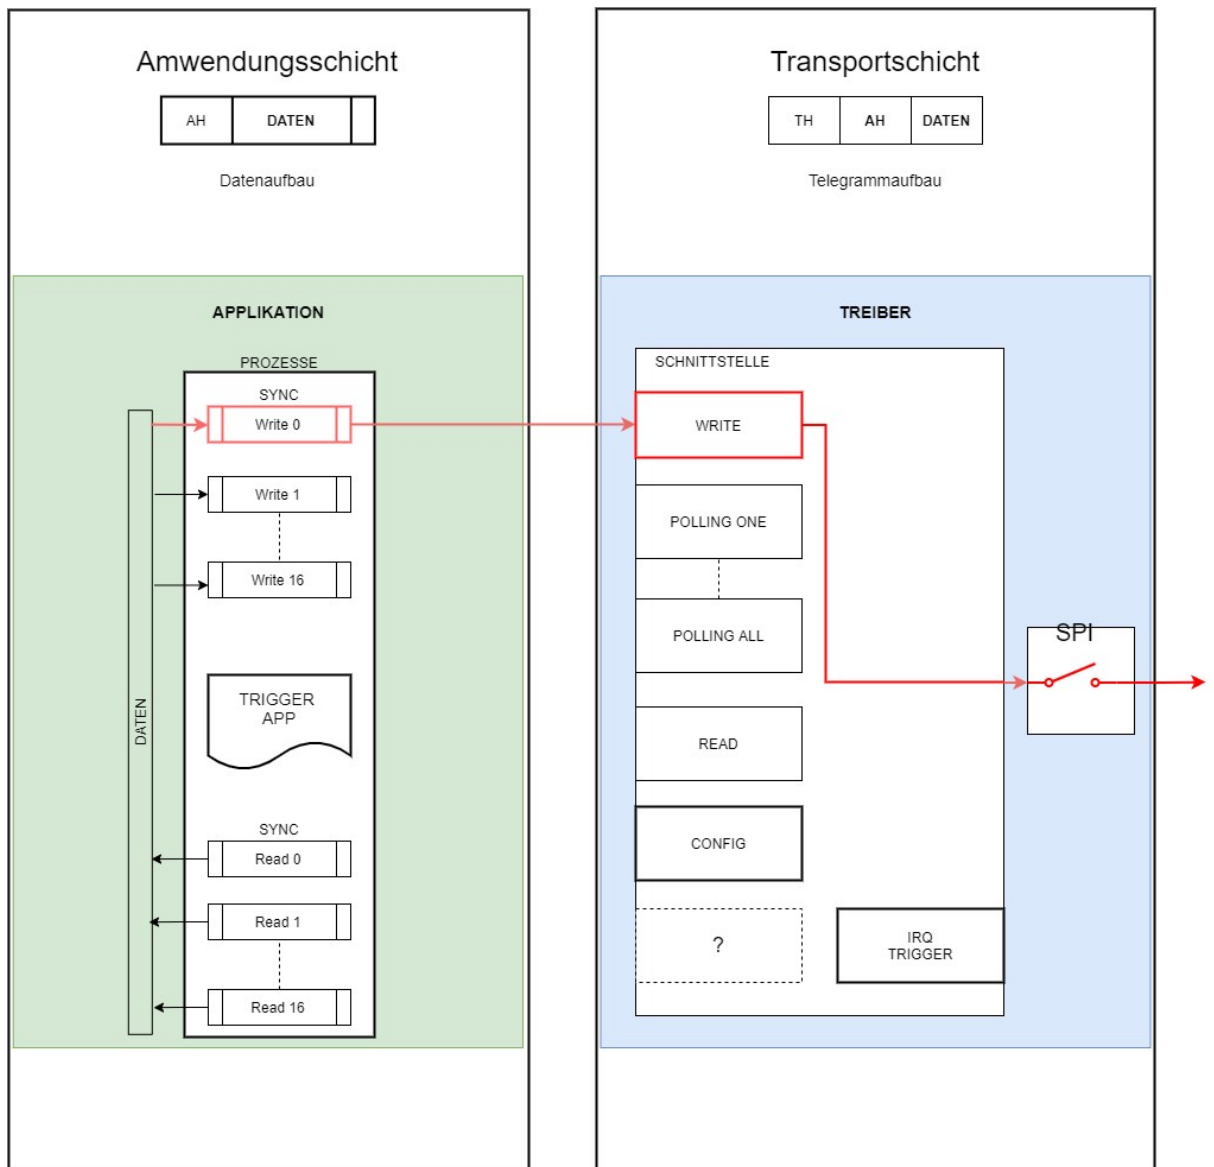 Amwendungsschicht
AH
DATEN
Datenaufbau
APPLIKATION
PROZESSE
SYNC
Write 0
Write 1
Write 16
TRIGGER
APP
DATEN
SYNC
Read 0
Read 1
Read 16
Transportschicht
TH
AH
DATEN
Telegrammaufbau
TREIBER
SCHNITTSTELLE
WRITE
POLLING ONE
POLLING ALL
READ
CONFIG
?
IRQ
TRIGGER
SPI